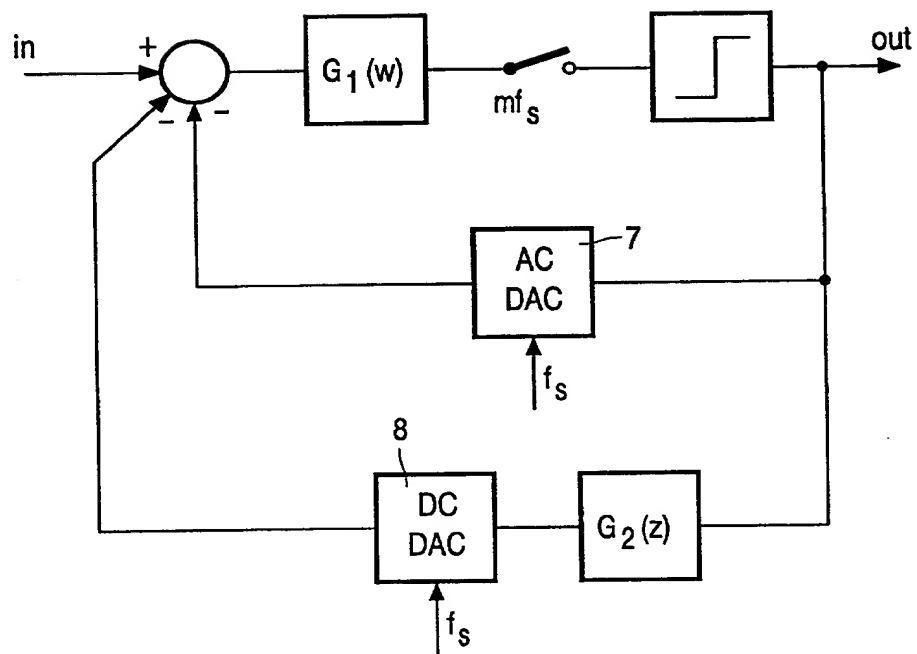 in
+
−
−
G1(w)
mfs
out
7
AC
DAC
fs
8
DC
DAC
fs
G2(z)